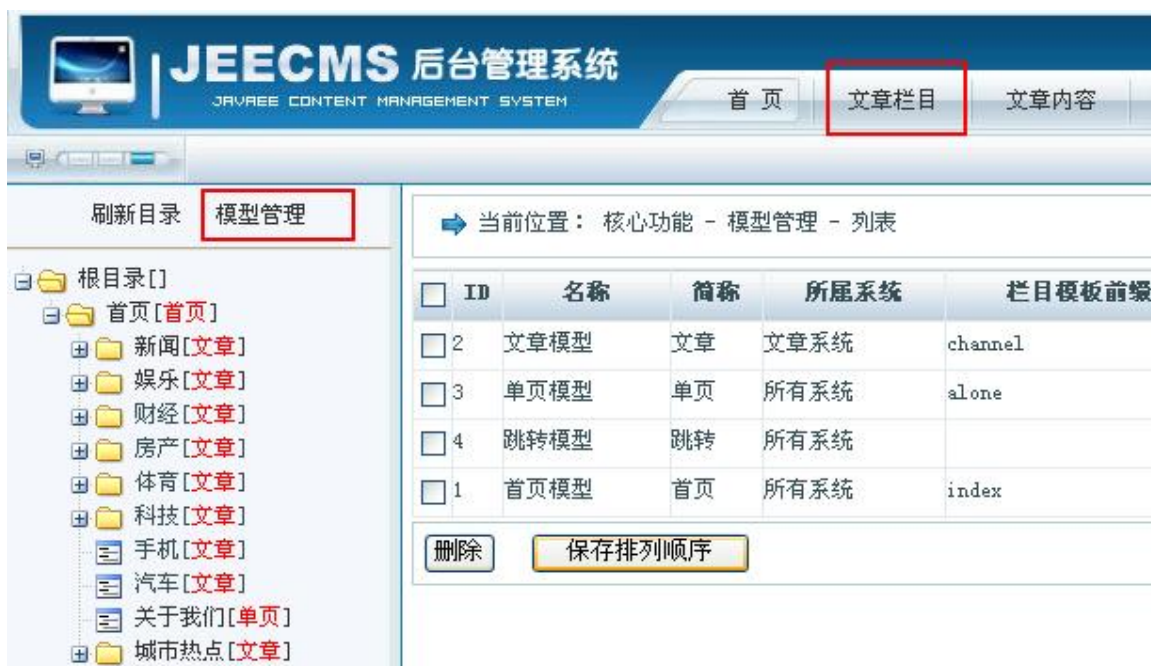 JEECMS 后台管理系统
JAVAEE CONTENT MANAGEMENT SYSTEM
首 页 文章栏目 文章内容
刷新目录 模型管理
当前位置： 核心功能 - 模型管理 - 列表
根目录[]
首页[首页]
新闻[文章]
娱乐[文章]
财经[文章]
房产[文章]
体育[文章]
科技[文章]
手机[文章]
汽车[文章]
关于我们[单页]
城市热点[文章]
ID 名称 简称 所属系统 栏目模板前缀
2 文章模型 文章 文章系统 channel
3 单页模型 单页 所有系统 alone
4 跳转模型 跳转 所有系统
1 首页模型 首页 所有系统 index
删除 保存排列顺序